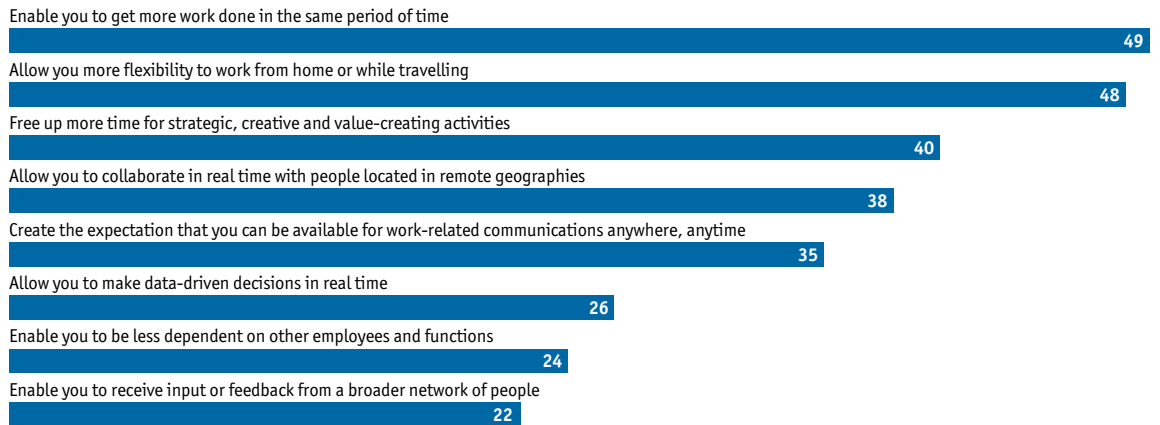 Enable you to get more work done in the same period of time
49
Allow you more flexibility to work from home or while travelling
48
Free up more time for strategic, creative and value-creating activities
40
Allow you to collaborate in real time with people located in remote geographies
38
Create the expectation that you can be available for work-related communications anywhere, anytime
35
Allow you to make data-driven decisions in real time
26
Enable you to be less dependent on other employees and functions
24
Enable you to receive input or feedback from a broader network of people
22